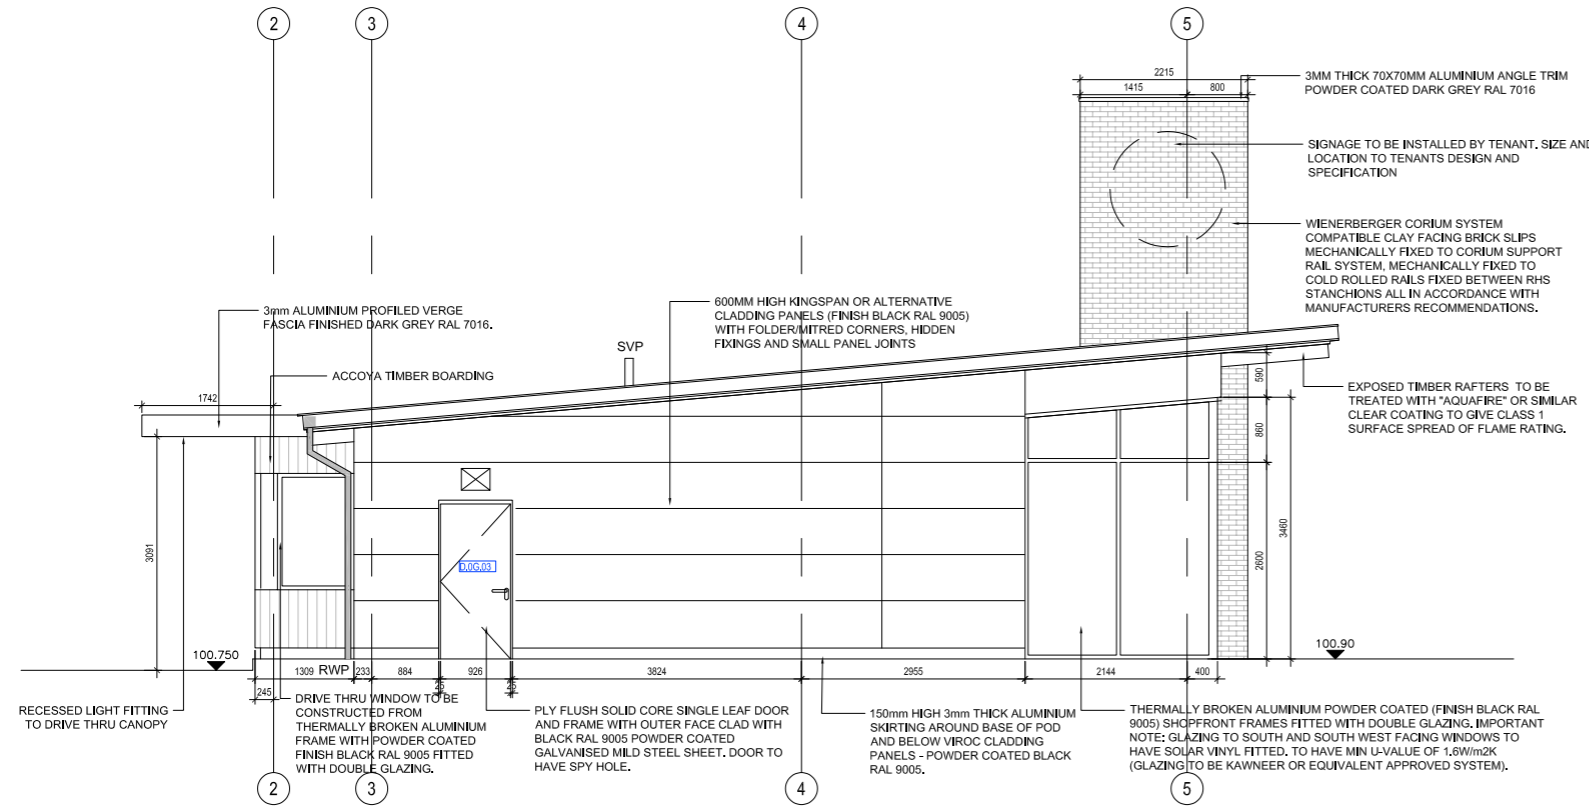 2
3
4
5
2215
1415
800
3MM THICK 70X70MM ALUMINIUM ANGLE TRIM
POWDER COATED DARK GREY RAL 7016
SIGNAGE TO BE INSTALLED BY TENANT. SIZE AND
LOCATION TO TENANTS DESIGN AND
SPECIFICATION
WIENERBERGER CORIUM SYSTEM
COMPATIBLE CLAY FACING BRICK SLIPS
MECHANICALLY FIXED TO CORIUM SUPPORT
RAIL SYSTEM, MECHANICALLY FIXED TO
COLD ROLLED RAILS FIXED BETWEEN RHS
STANCHIONS ALL IN ACCORDANCE WITH
MANUFACTURERS RECOMMENDATIONS.
3mm ALUMINIUM PROFILED VERGE
FASCIA FINISHED DARK GREY RAL 7016.
600MM HIGH KINGSPAN OR ALTERNATIVE
CLADDING PANELS (FINISH BLACK RAL 9005)
WITH FOLDER/MITRED CORNERS, HIDDEN
FIXINGS AND SMALL PANEL JOINTS
SVP
ACCOYA TIMBER BOARDING
1742
EXPOSED TIMBER RAFTERS TO BE
TREATED WITH "AQUAFIRE" OR SIMILAR
CLEAR COATING TO GIVE CLASS 1
SURFACE SPREAD OF FLAME RATING.
590
860
3460
2600
3091
D.0G.03
100.750
100.90
1309
RWP
233
884
926
3824
2955
2144
400
245
RECESSED LIGHT FITTING
TO DRIVE THRU CANOPY
DRIVE THRU WINDOW TO BE
CONSTRUCTED FROM
THERMALLY BROKEN ALUMINIUM
FRAME WITH POWDER COATED
FINISH BLACK RAL 9005 FITTED
WITH DOUBLE GLAZING.
PLY FLUSH SOLID CORE SINGLE LEAF DOOR
AND FRAME WITH OUTER FACE CLAD WITH
BLACK RAL 9005 POWDER COATED
GALVANISED MILD STEEL SHEET. DOOR TO
HAVE SPY HOLE.
150mm HIGH 3mm THICK ALUMINIUM
SKIRTING AROUND BASE OF POD
AND BELOW VIROC CLADDING
PANELS - POWDER COATED BLACK
RAL 9005.
THERMALLY BROKEN ALUMINIUM POWDER COATED (FINISH BLACK RAL
9005) SHOPFRONT FRAMES FITTED WITH DOUBLE GLAZING. IMPORTANT
NOTE: GLAZING TO SOUTH AND SOUTH WEST FACING WINDOWS TO
HAVE SOLAR VINYL FITTED. TO HAVE MIN U-VALUE OF 1.6W/m2K
(GLAZING TO BE KAWNEER OR EQUIVALENT APPROVED SYSTEM).
2
3
4
5